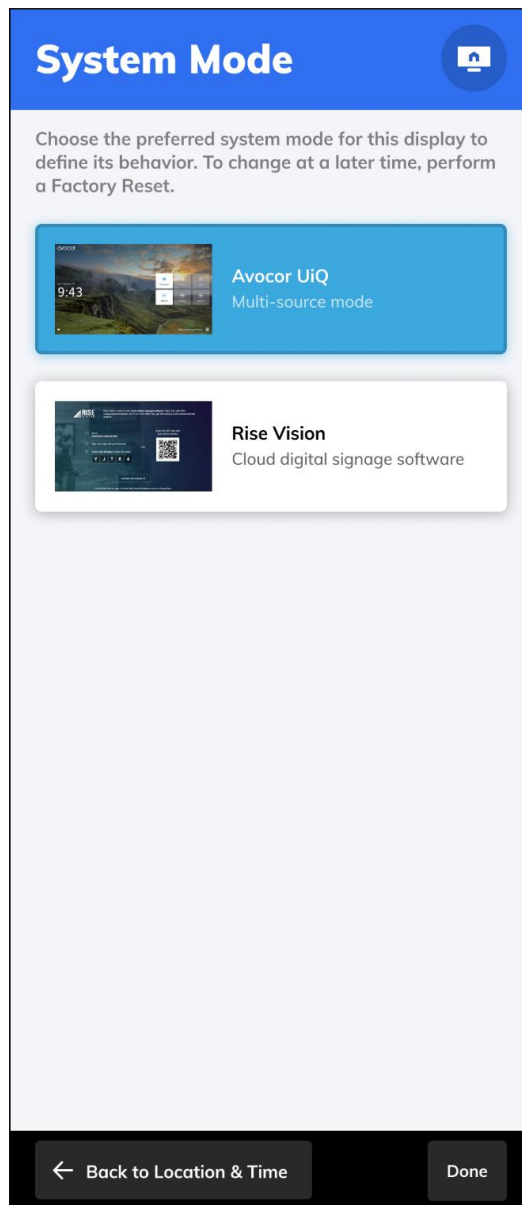 System Mode
Choose the preferred system mode for this display to
define its behavior. To change at a later time, perform
a Factory Reset.
avocor
9:43
Avocor UiQ
Multi-source mode
RISE
Y J T E 6
Rise Vision
Cloud digital signage software
← Back to Location & Time
Done